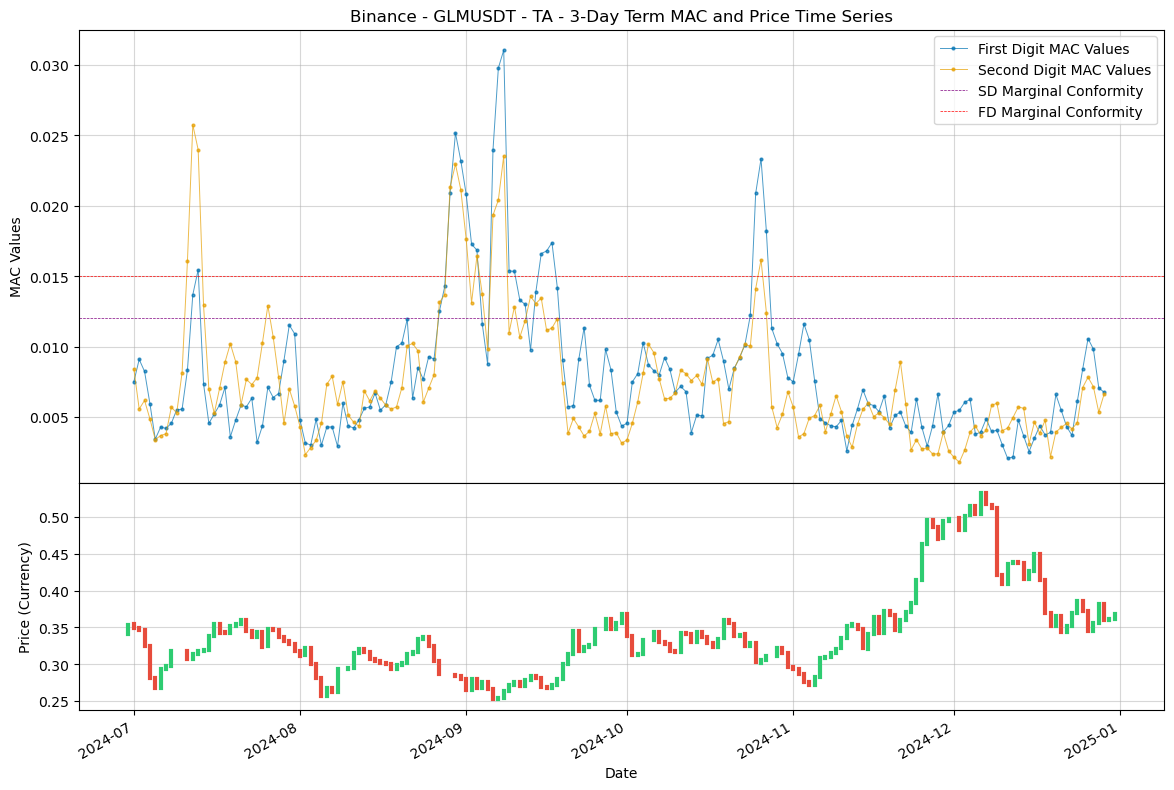 Binance - GLMUSDT - TA - 3-Day Term MAC and Price Time Series
First Digit MAC Values
Second Digit MAC Values
SD Marginal Conformity
FD Marginal Conformity
MAC Values
0.030
0.025
0.020
0.015
0.010
0.005
Price (Currency)
0.50
0.45
0.40
0.35
0.30
0.25
2024-07
2024-08
2024-09
2024-10
2024-11
2024-12
2025-01
Date